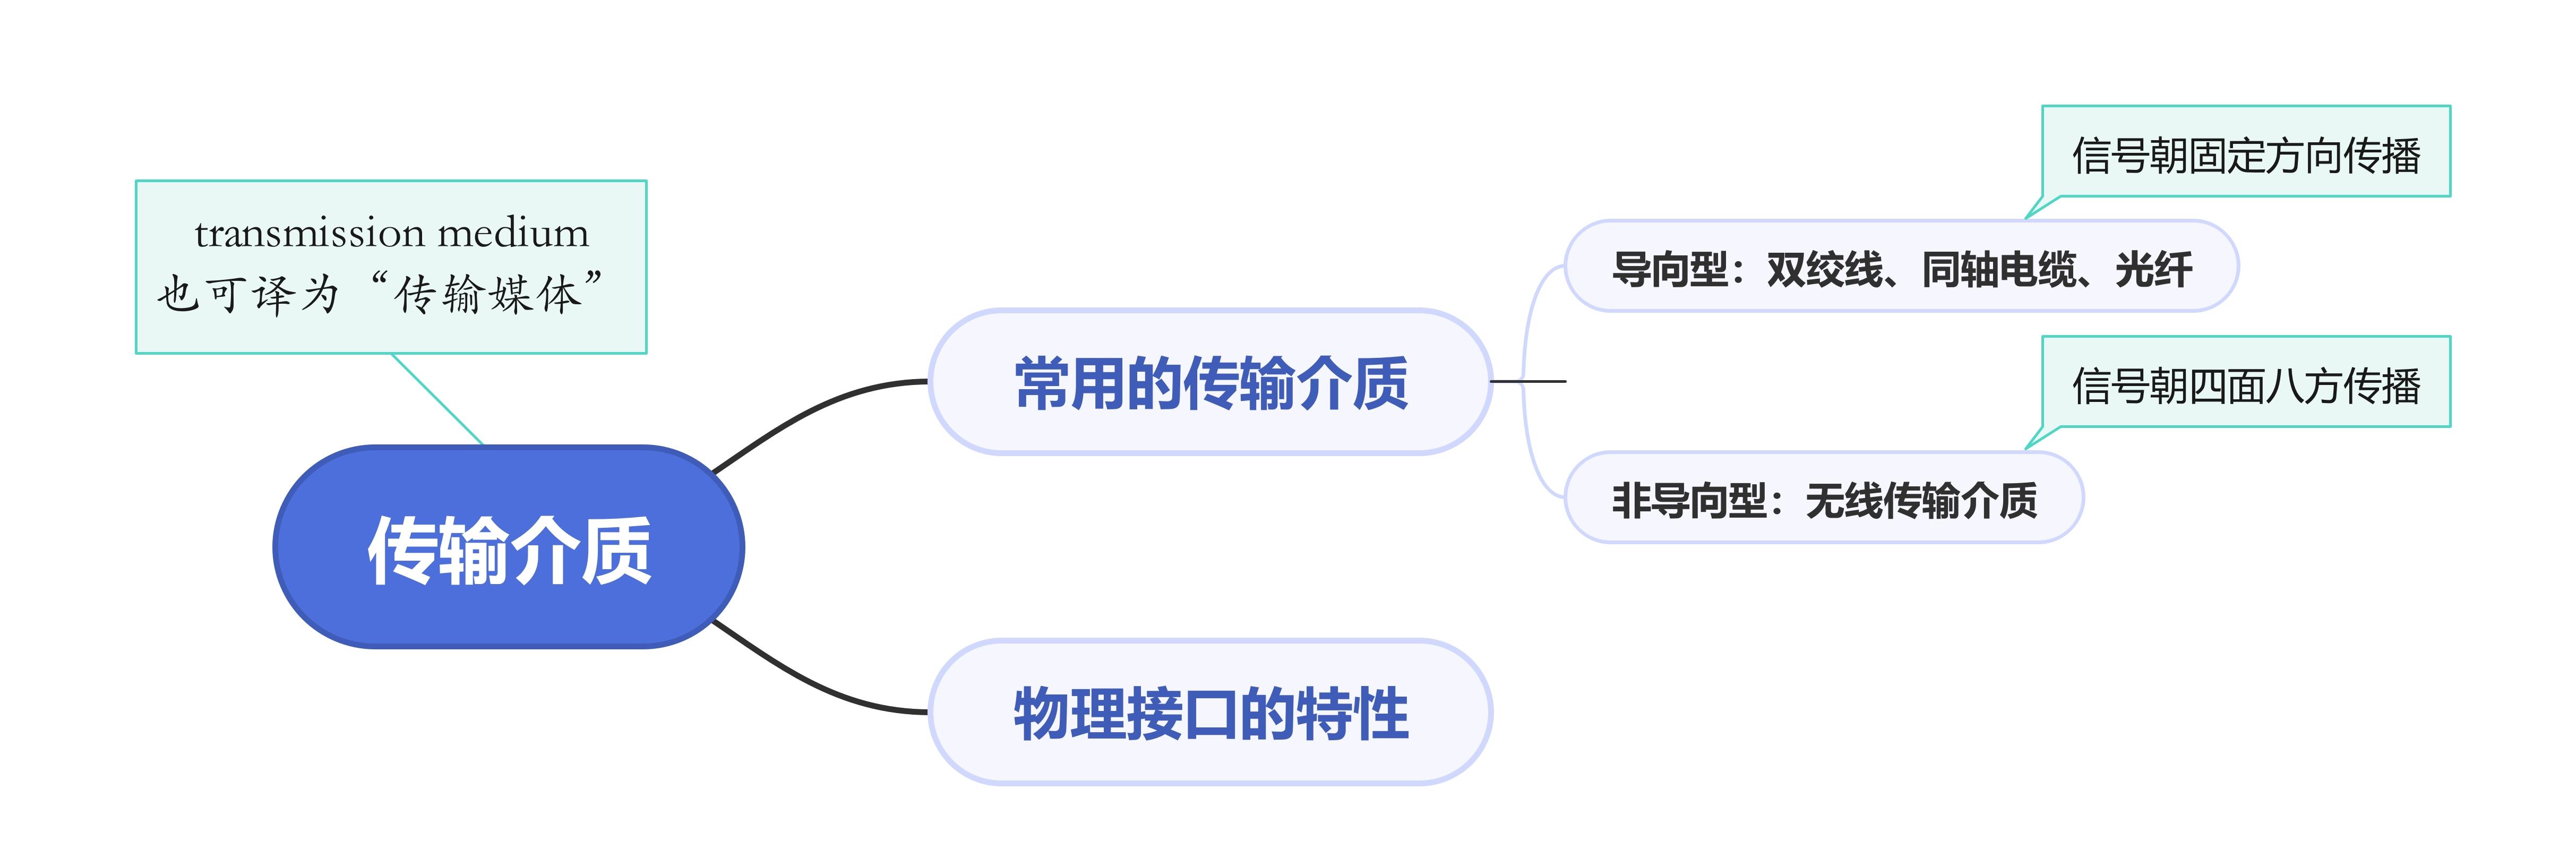 transmission medium
也可译为“传输媒体”
传输介质
常用的传输介质
信号朝固定方向传播
导向型：双绞线、同轴电缆、光纤
信号朝四面八方传播
非导向型：无线传输介质
物理接口的特性